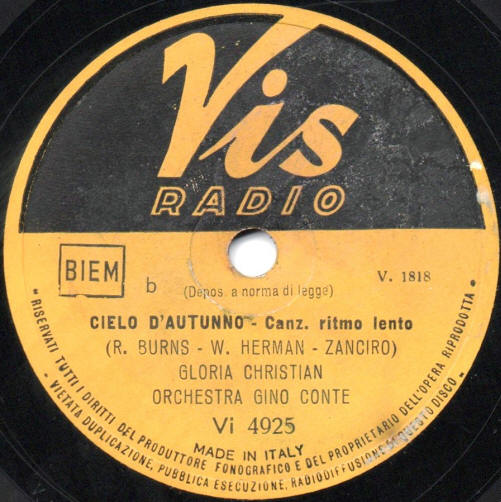 Vis
RADIO
BIEM
b
(Depos. a norma di legge)
V. 1818
CIELO D'AUTUNNO - Canz. ritmo lento
(R. BURNS - W. HERMAN - ZANCIRO)
GLORIA CHRISTIAN
ORCHESTRA GINO CONTE
Vi 4925
MADE IN ITALY
• RISERVATI TUTTI I DIRITTI DEL PRODUTTORE FONOGRAFICO E DEL PROPRIETARIO DELL'OPERA RIPRODOTTA •
- VIETATA DUPLICAZIONE, PUBBLICA ESECUZIONE, RADIODIFFUSIONE QUESTO DISCO -